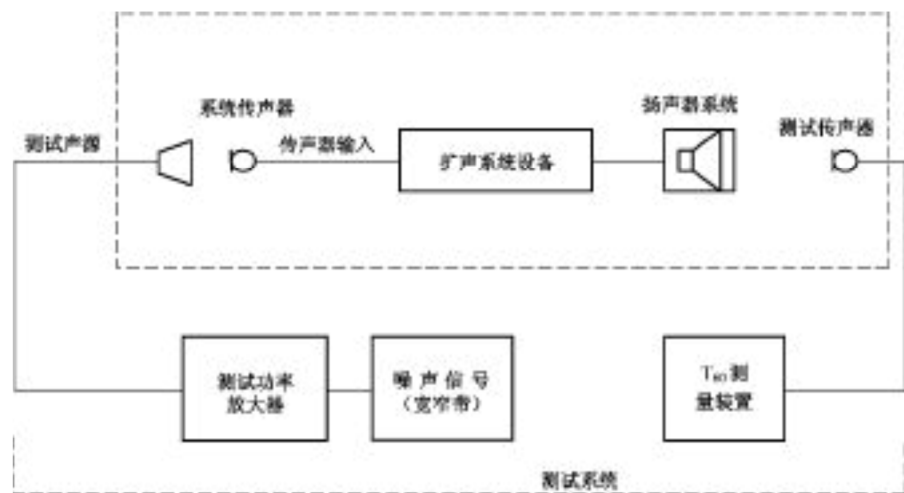 系统传声器
扬声器系统
测试声源
传声器输入
测试传声器
扩声系统设备
测试功率
放大器
噪声信号
（宽窄带）
T₆₀测
量装置
测试系统